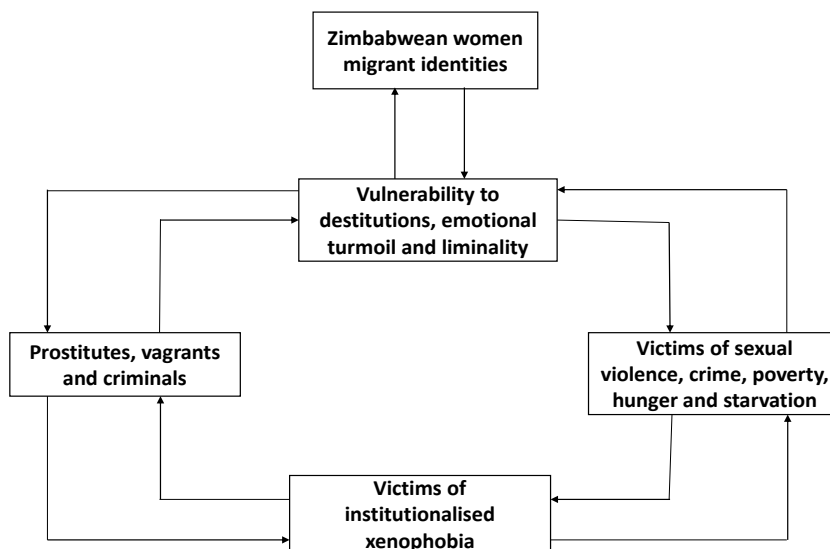 Zimbabwean women
migrant identities
Vulnerability to
destitutions, emotional
turmoil and liminality
Prostitutes, vagrants
and criminals
Victims of sexual
violence, crime, poverty,
hunger and starvation
Victims of
institutionalised
xenophobia